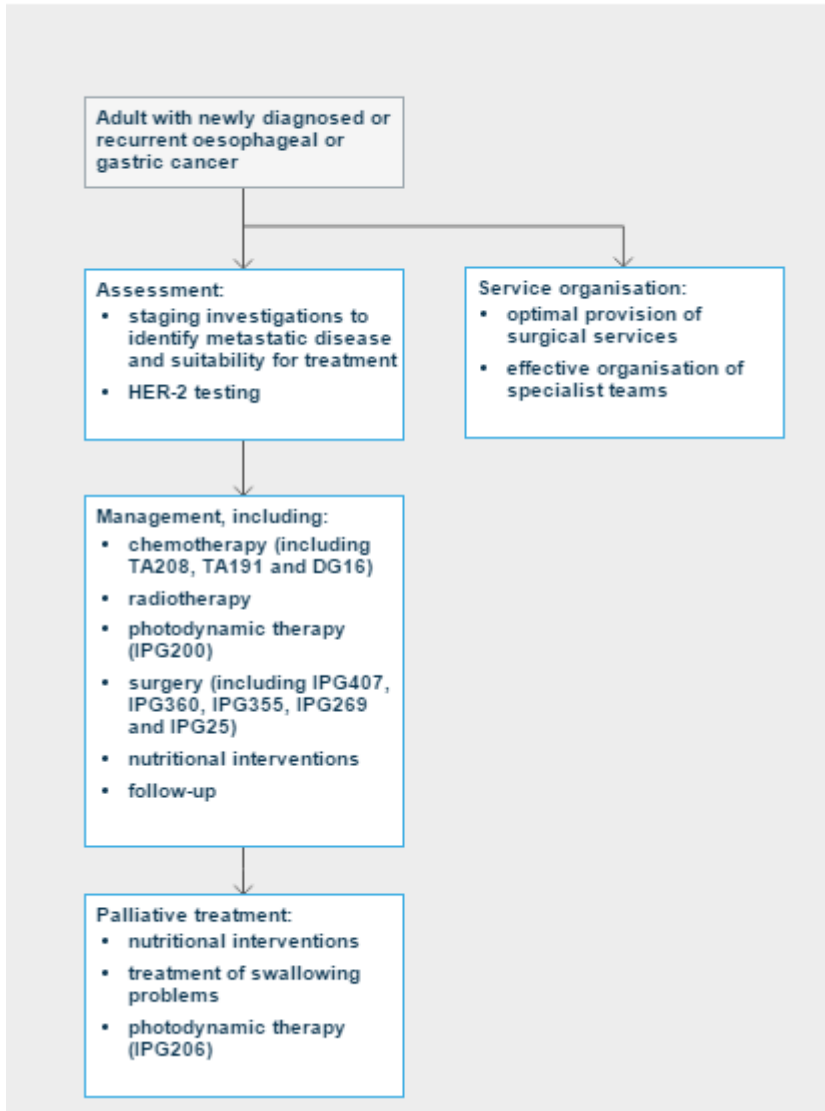 Adult with newly diagnosed or
recurrent oesophageal or
gastric cancer
Assessment:
• staging investigations to
identify metastatic disease
and suitability for treatment
• HER-2 testing
Service organisation:
• optimal provision of
surgical services
• effective organisation of
specialist teams
Management, including:
• chemotherapy (including
TA208, TA191 and DG16)
• radiotherapy
• photodynamic therapy
(IPG200)
• surgery (including IPG407,
IPG360, IPG355, IPG269
and IPG25)
• nutritional interventions
• follow-up
Palliative treatment:
• nutritional interventions
• treatment of swallowing
problems
• photodynamic therapy
(IPG206)